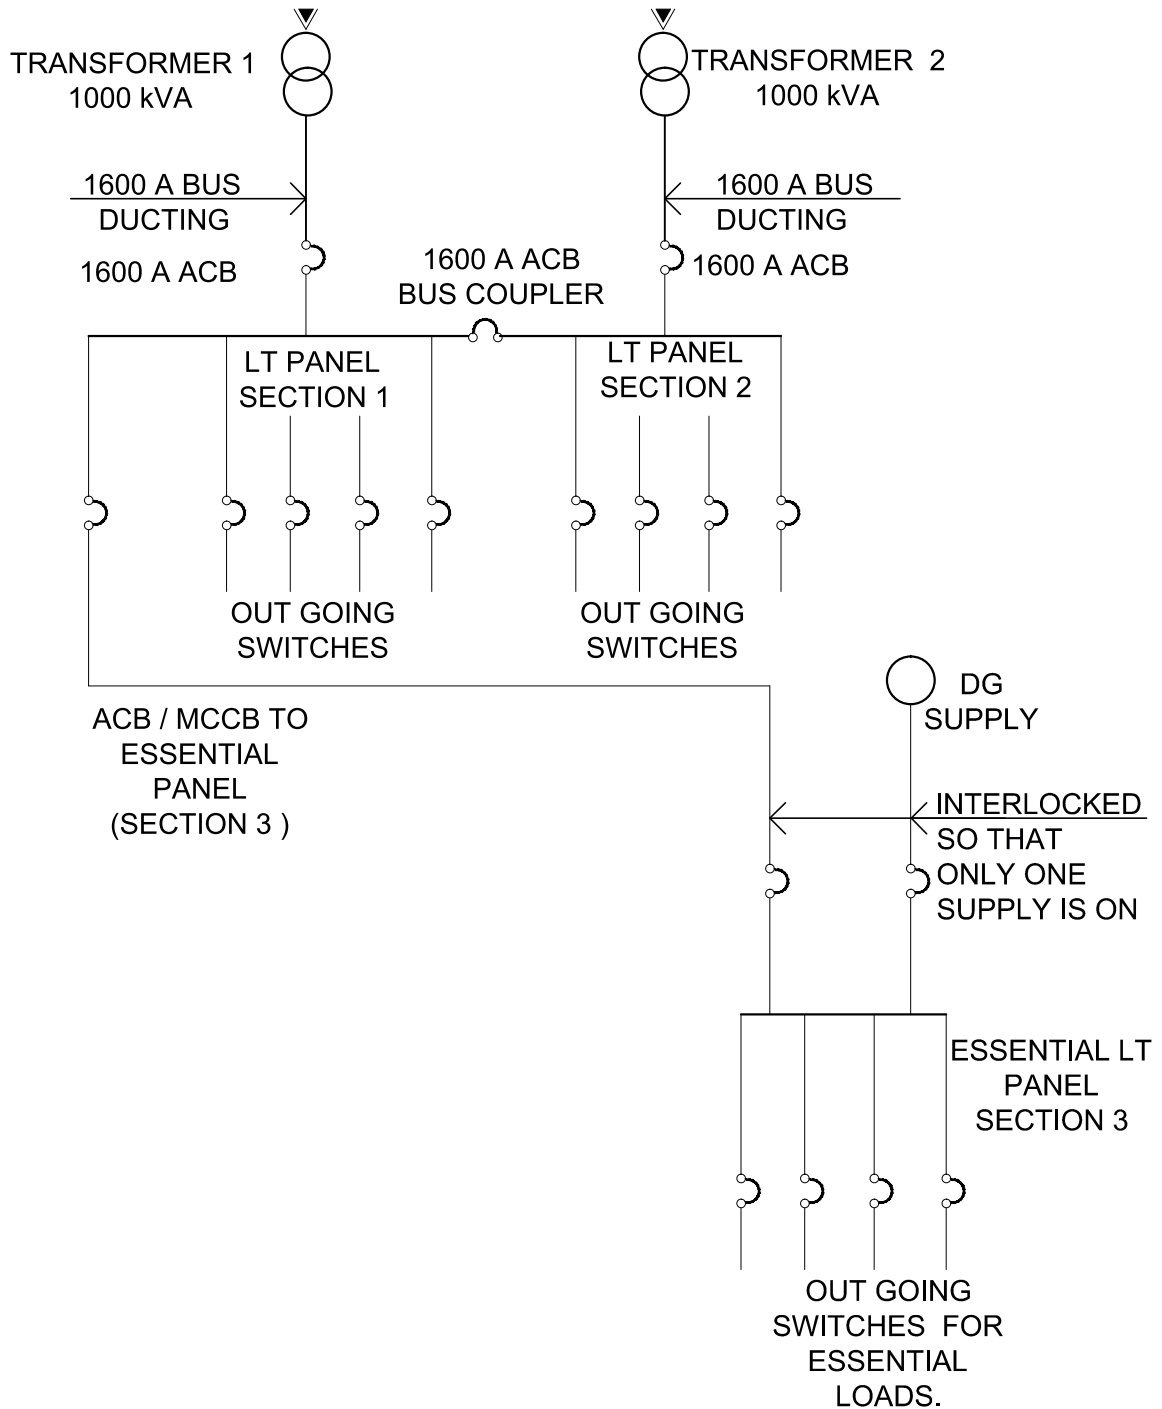 TRANSFORMER 1
1000 kVA
TRANSFORMER 2
1000 kVA
1600 A BUS
DUCTING
1600 A BUS
DUCTING
1600 A ACB
1600 A ACB
BUS COUPLER
1600 A ACB
LT PANEL
SECTION 1
LT PANEL
SECTION 2
OUT GOING
SWITCHES
OUT GOING
SWITCHES
ACB / MCCB TO
ESSENTIAL
PANEL
(SECTION 3 )
DG
SUPPLY
INTERLOCKED
SO THAT
ONLY ONE
SUPPLY IS ON
ESSENTIAL LT
PANEL
SECTION 3
OUT GOING
SWITCHES FOR
ESSENTIAL
LOADS.